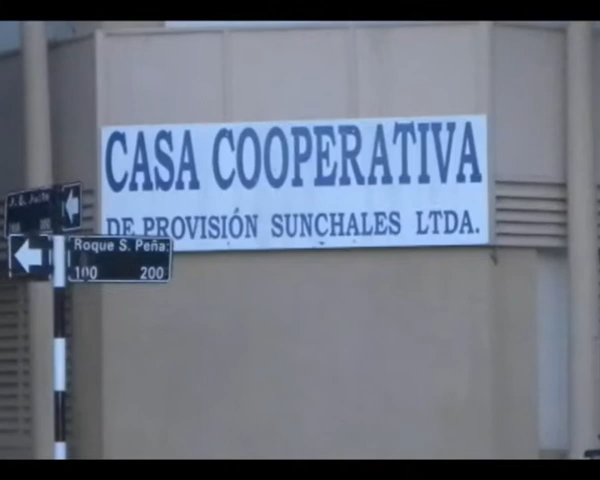 CASA COOPERATIVA
DE PROVISIÓN SUNCHALES LTDA.
Roque S. Peña
100 200